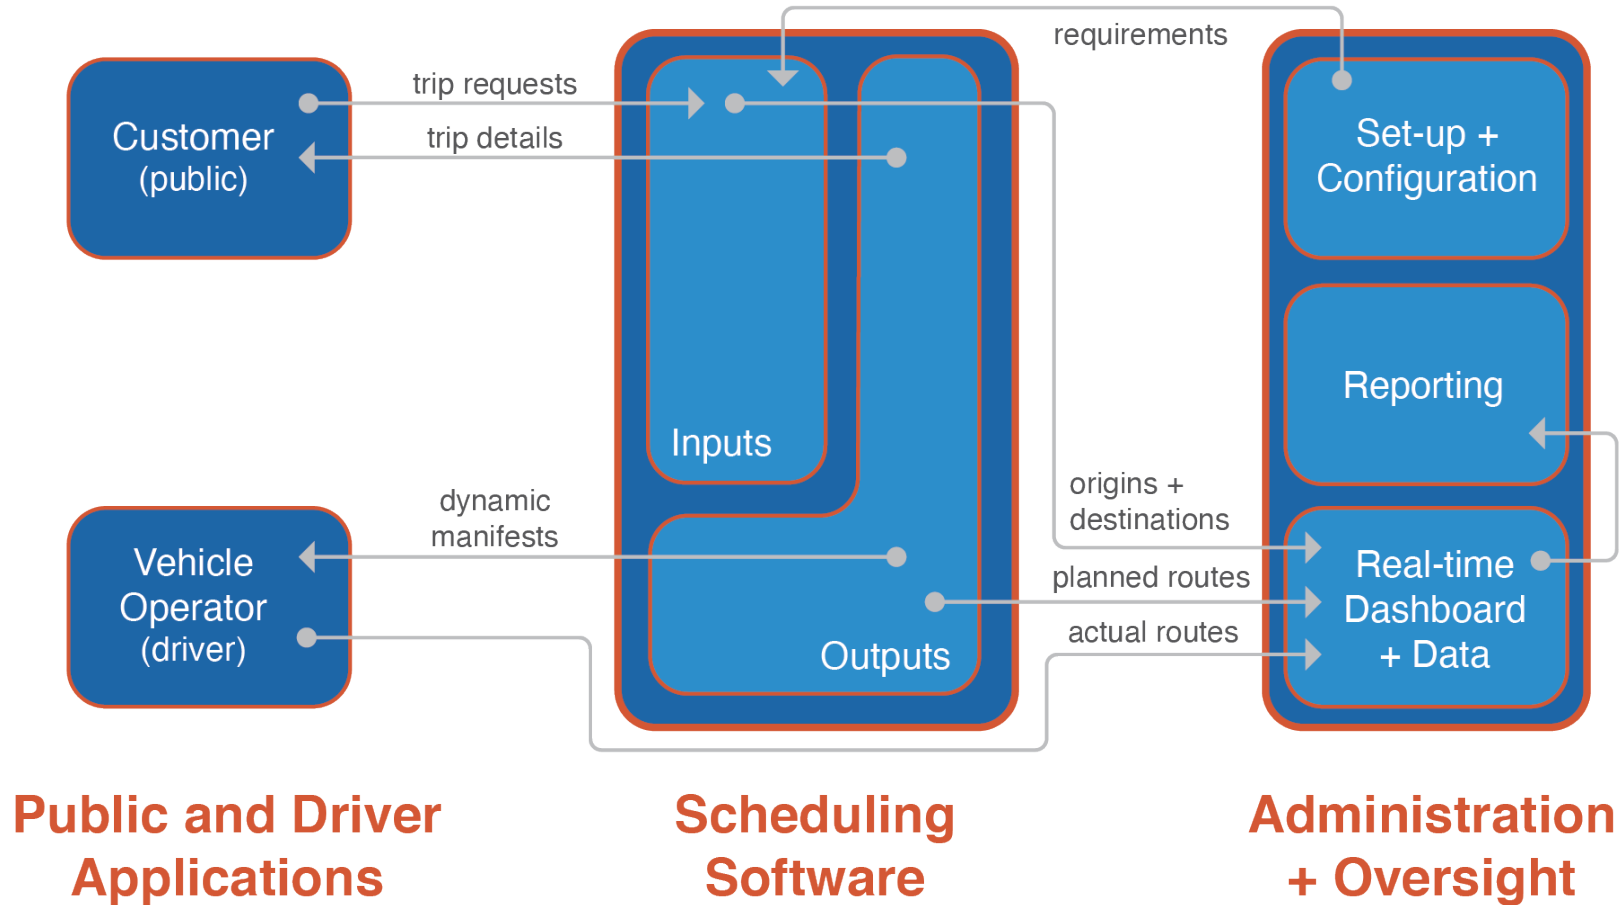 requirements
trip requests
trip details
Customer
(public)
Set-up +
Configuration
Reporting
Inputs
dynamic
manifests
origins +
destinations
Vehicle
Operator
(driver)
planned routes
Real-time
Dashboard
+ Data
actual routes
Outputs
Public and Driver
Applications
Scheduling
Software
Administration
+ Oversight